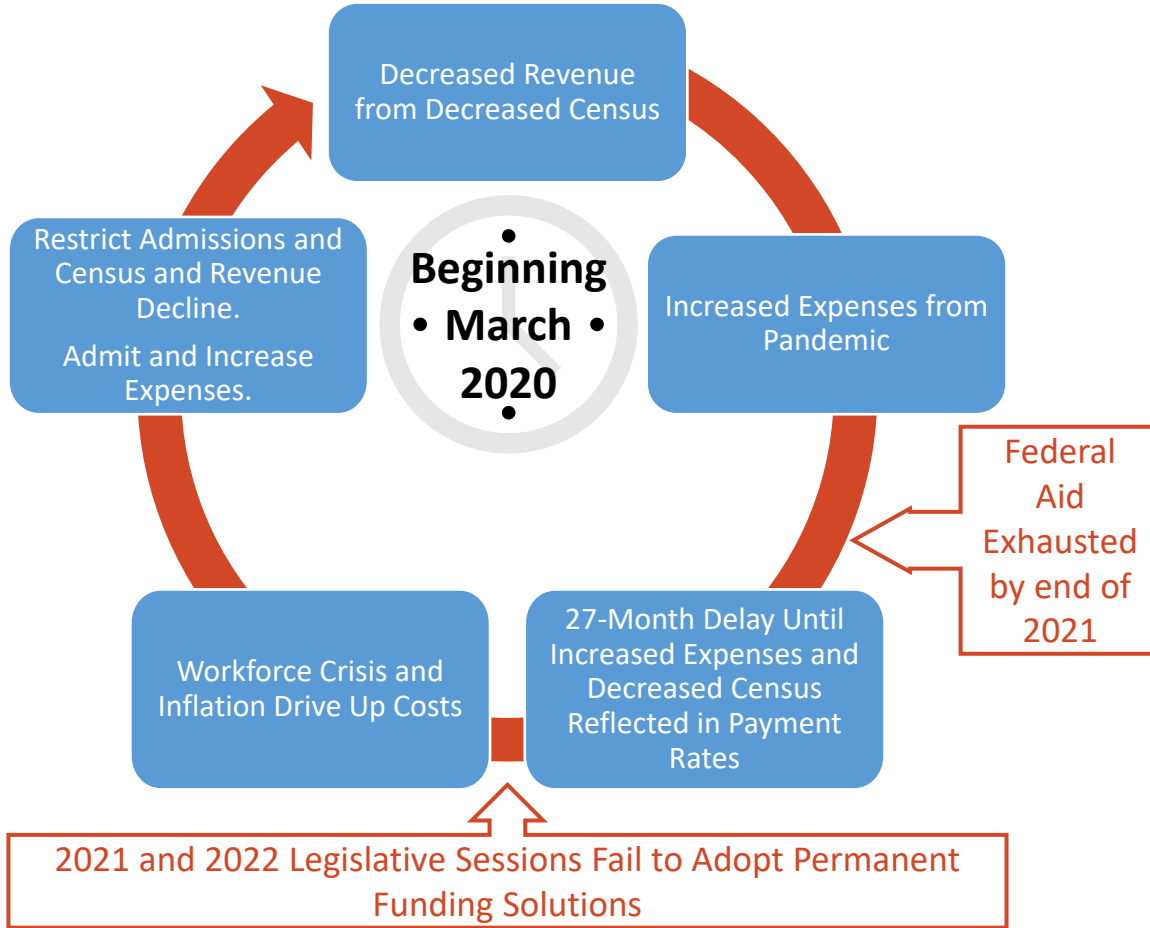 Decreased Revenue
from Decreased Census
Restrict Admissions and
Census and Revenue
Decline.
Admit and Increase
Expenses.
Beginning
March
2020
Increased Expenses from
Pandemic
Federal
Aid
Exhausted
by end of
2021
Workforce Crisis and
Inflation Drive Up Costs
27-Month Delay Until
Increased Expenses and
Decreased Census
Reflected in Payment
Rates
2021 and 2022 Legislative Sessions Fail to Adopt Permanent
Funding Solutions